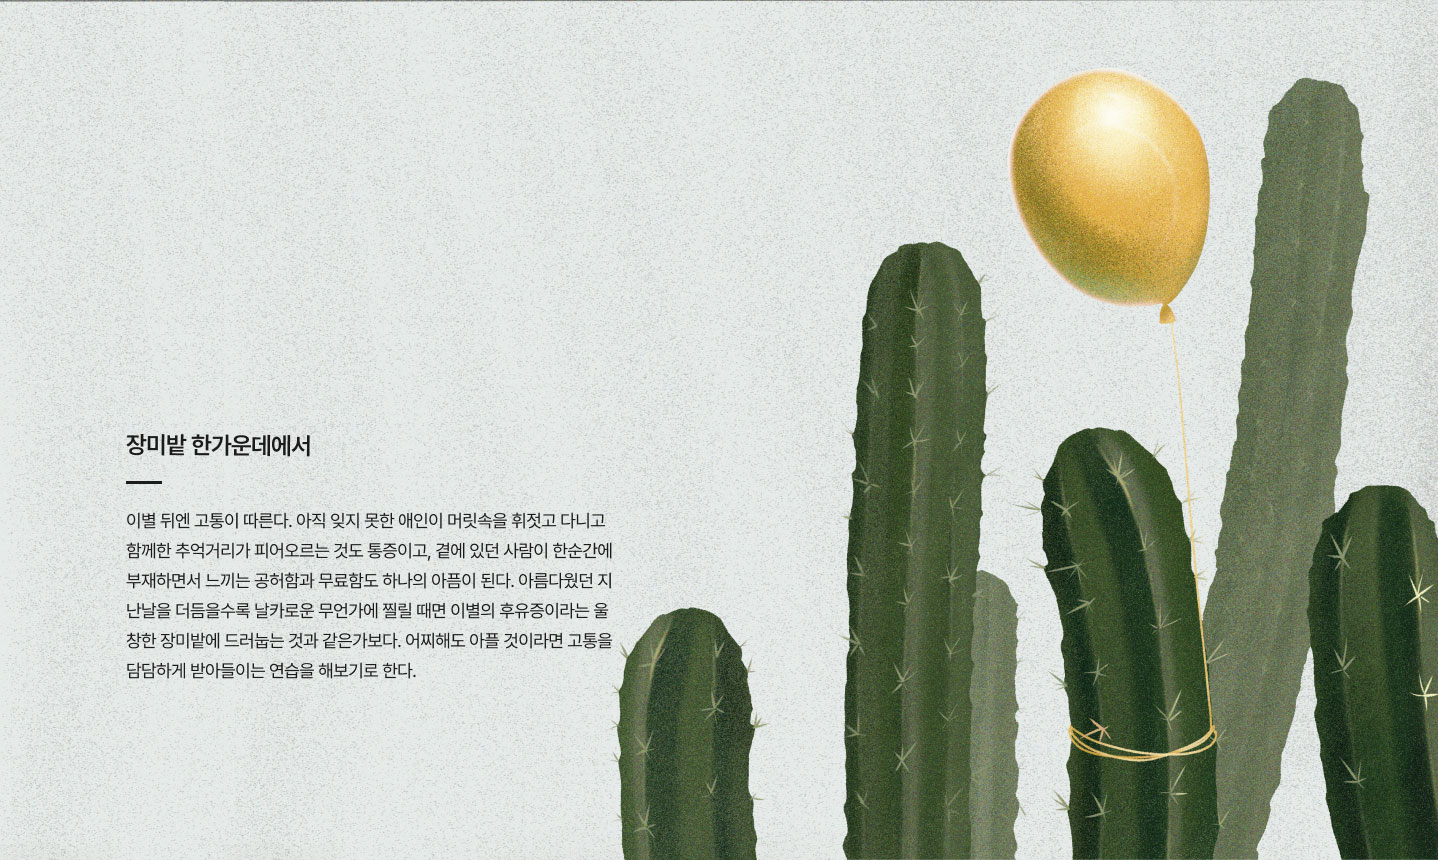 장미밭 한가운데에서
이별 뒤엔 고통이 따른다. 아직 잊지 못한 애인이 머릿속을 휘젓고 다니고
함께한 추억거리가 피어오르는 것도 통증이고, 곁에 있던 사람이 한순간에
부재하면서 느끼는 공허함과 무료함도 하나의 아픔이 된다. 아름다웠던 지
난날을 더듬을수록 날카로운 무언가에 찔릴 때면 이별의 후유증이라는 울
창한 장미밭에 드러눕는 것과 같은가보다. 어찌해도 아플 것이라면 고통을
담담하게 받아들이는 연습을 해보기로 한다.